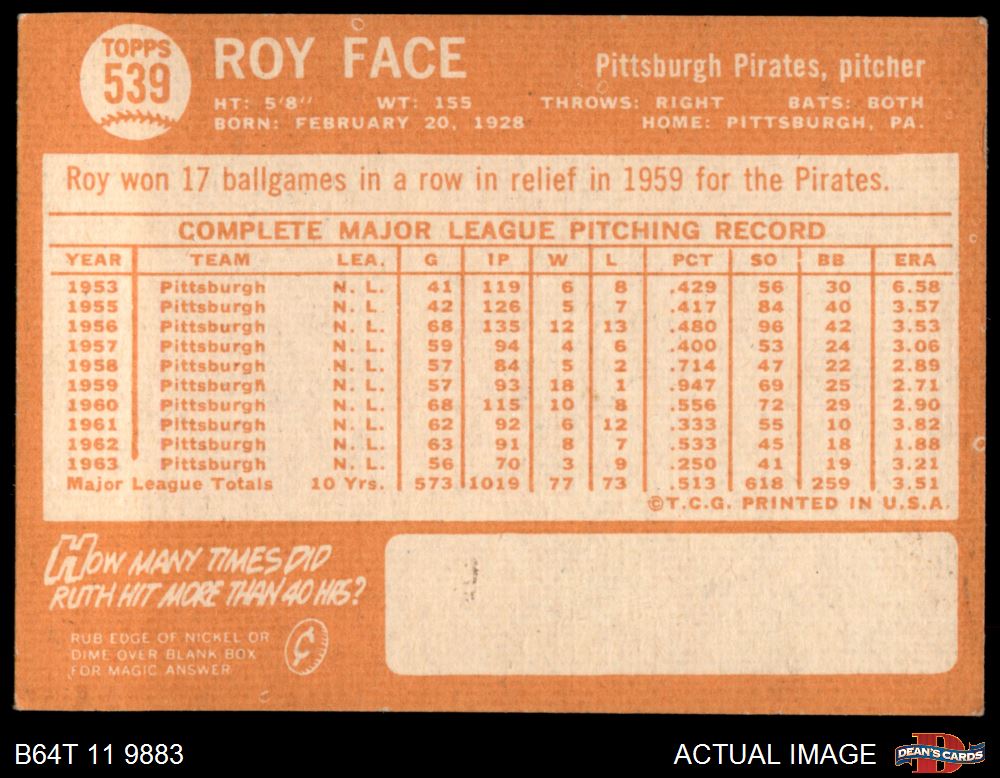 TOPPS
539
ROY FACE
Pittsburgh Pirates, pitcher
HT: 5'8" WT: 155 THROWS: RIGHT BATS: BOTH
BORN: FEBRUARY 20, 1928 HOME: PITTSBURGH, PA.
Roy won 17 ballgames in a row in relief in 1959 for the Pirates.
COMPLETE MAJOR LEAGUE PITCHING RECORD
YEAR TEAM LEA. G IP W L PCT SO BB ERA
1953 Pittsburgh N. L. 41 119 6 8 .429 56 30 6.58
1955 Pittsburgh N. L. 42 126 5 7 .417 84 40 3.57
1956 Pittsburgh N. L. 68 135 12 13 .480 96 42 3.53
1957 Pittsburgh N. L. 59 94 4 6 .400 53 24 3.06
1958 Pittsburgh N. L. 57 84 5 2 .714 47 22 2.89
1959 Pittsburgh N. L. 57 93 18 1 .947 69 25 2.71
1960 Pittsburgh N. L. 68 115 10 8 .556 72 29 2.90
1961 Pittsburgh N. L. 62 92 6 12 .333 55 10 3.82
1962 Pittsburgh N. L. 63 91 8 7 .533 45 18 1.88
1963 Pittsburgh N. L. 56 70 3 9 .250 41 19 3.21
Major League Totals 10 Yrs. 573 1019 77 73 .513 618 259 3.51
©T.C.G. PRINTED IN U.S.A.
HOW MANY TIMES DID
RUTH HIT MORE THAN 40 HRS?
RUB EDGE OF NICKEL OR
DIME OVER BLANK BOX
FOR MAGIC ANSWER
¢
B64T 11 9883
ACTUAL IMAGE
DEAN'S CARDS